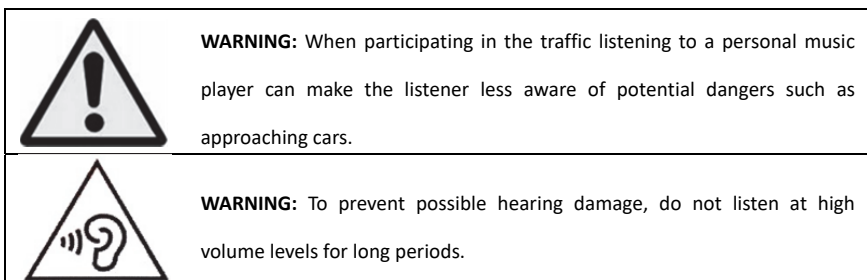 WARNING: When participating in the traffic listening to a personal music
player can make the listener less aware of potential dangers such as
approaching cars.
WARNING: To prevent possible hearing damage, do not listen at high
volume levels for long periods.